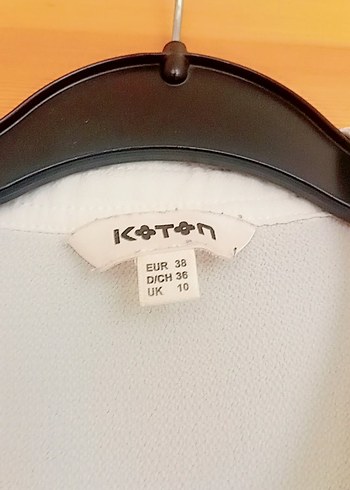 KOTON
EUR 38
D/CH 36
UK 10